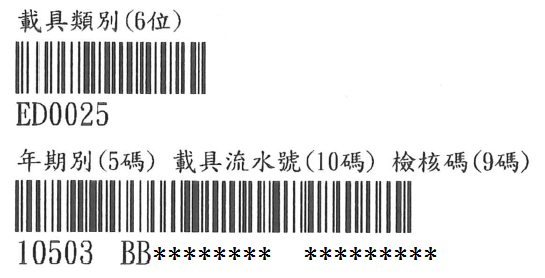 載具類別(6位)
ED0025
年期別(5碼) 載具流水號(10碼) 檢核碼(9碼)
10503 BB******** *********